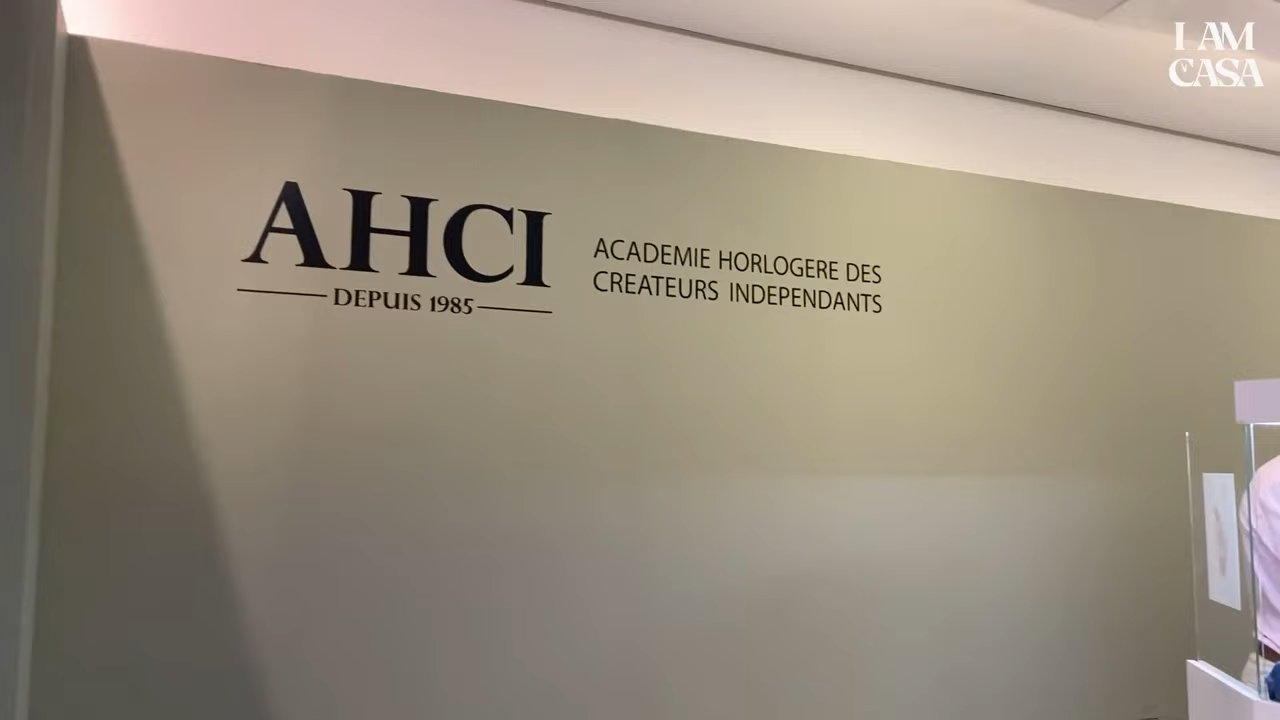 I AM
CASA
AHCI
DEPUIS 1985
ACADEMIE HORLOGERE DES
CREATEURS INDEPENDANTS